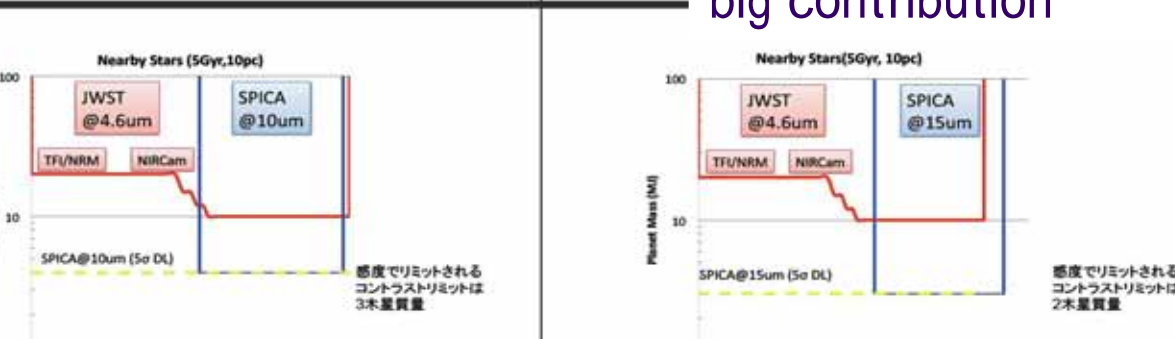 big contribution
Nearby Stars (5Gyr,10pc)
100
JWST
@4.6um
SPICA
@10um
TFI/NRM
NIRCam
10
SPICA@10um (5σ DL)
感度でリミットされる
コントラストリミットは
3木星質量
Nearby Stars(5Gyr, 10pc)
100
JWST
@4.6um
SPICA
@15um
TFI/NRM
NIRCam
Planet Mass (MJ)
10
SPICA@15um (5σ DL)
感度でリミットされる
コントラストリミットは
2木星質量